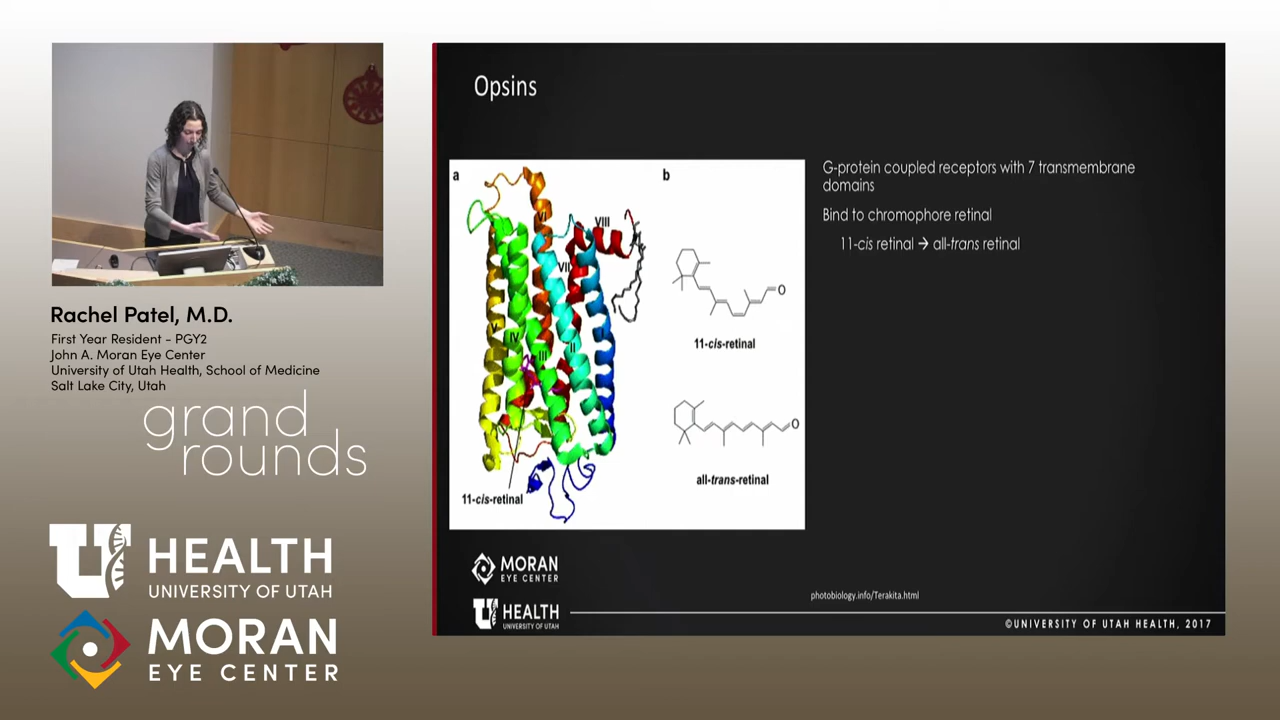 Rachel Patel, M.D.
First Year Resident - PGY2
John A. Moran Eye Center
University of Utah Health, School of Medicine
Salt Lake City, Utah
grand
rounds
U HEALTH
UNIVERSITY OF UTAH
MORAN
EYE CENTER
Opsins
a
b
VI
VIII
VII
V
IV
III
II
I
O
11-cis-retinal
O
all-trans-retinal
11-cis-retinal
G-protein coupled receptors with 7 transmembrane
domains
Bind to chromophore retinal
11-cis retinal → all-trans retinal
MORAN
EYE CENTER
U HEALTH
UNIVERSITY OF UTAH
photobiology.info/Terakita.html
©UNIVERSITY OF UTAH HEALTH, 2017